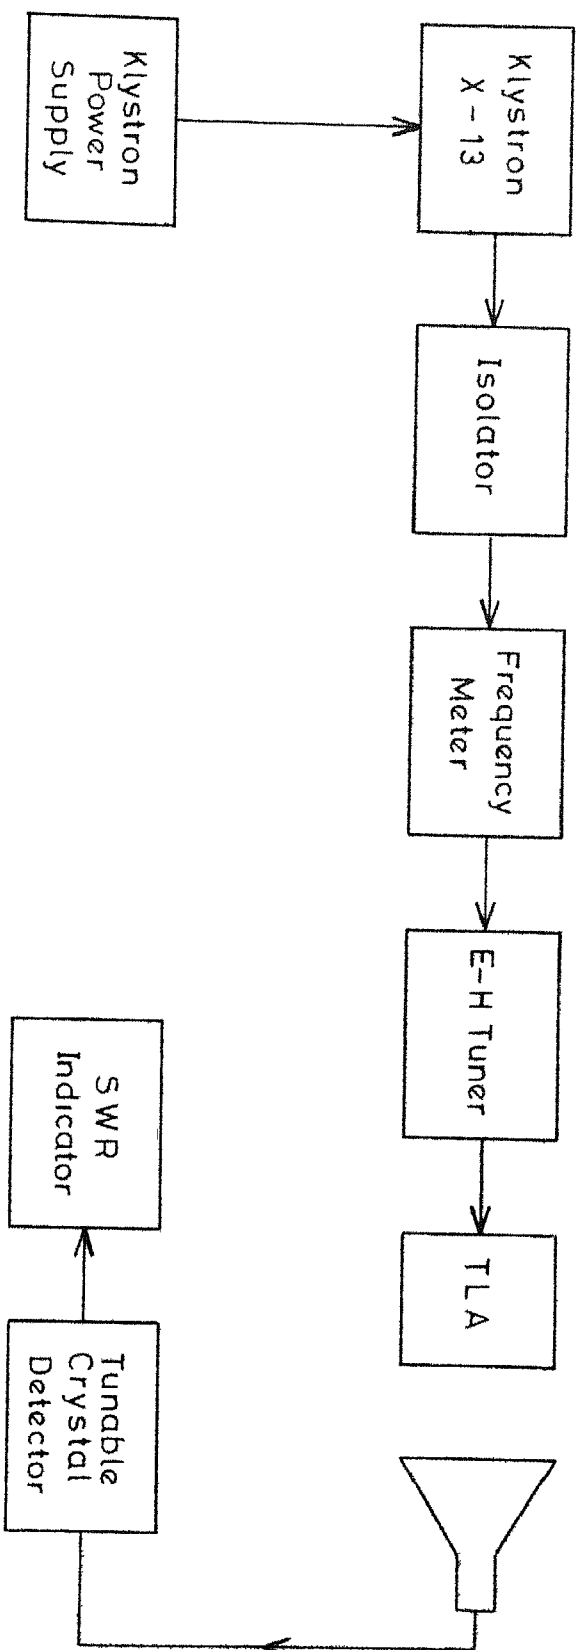 Klystron
X-13
Isolator
Frequency
Meter
E-H Tuner
TLA
Klystron
Power
Supply
SWR
Indicator
Tunable
Crystal
Detector